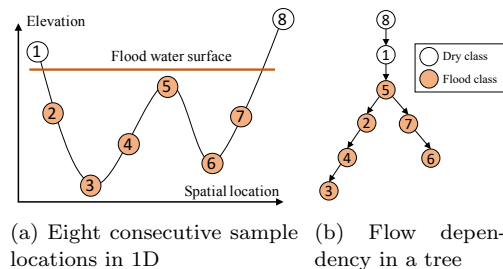 Elevation
8
1
Flood water surface
5
2
7
4
6
3
Spatial location
8
1
Dry class
Flood class
5
2
7
4
6
3
(a) Eight consecutive sample
locations in 1D
(b) Flow depen-
dency in a tree